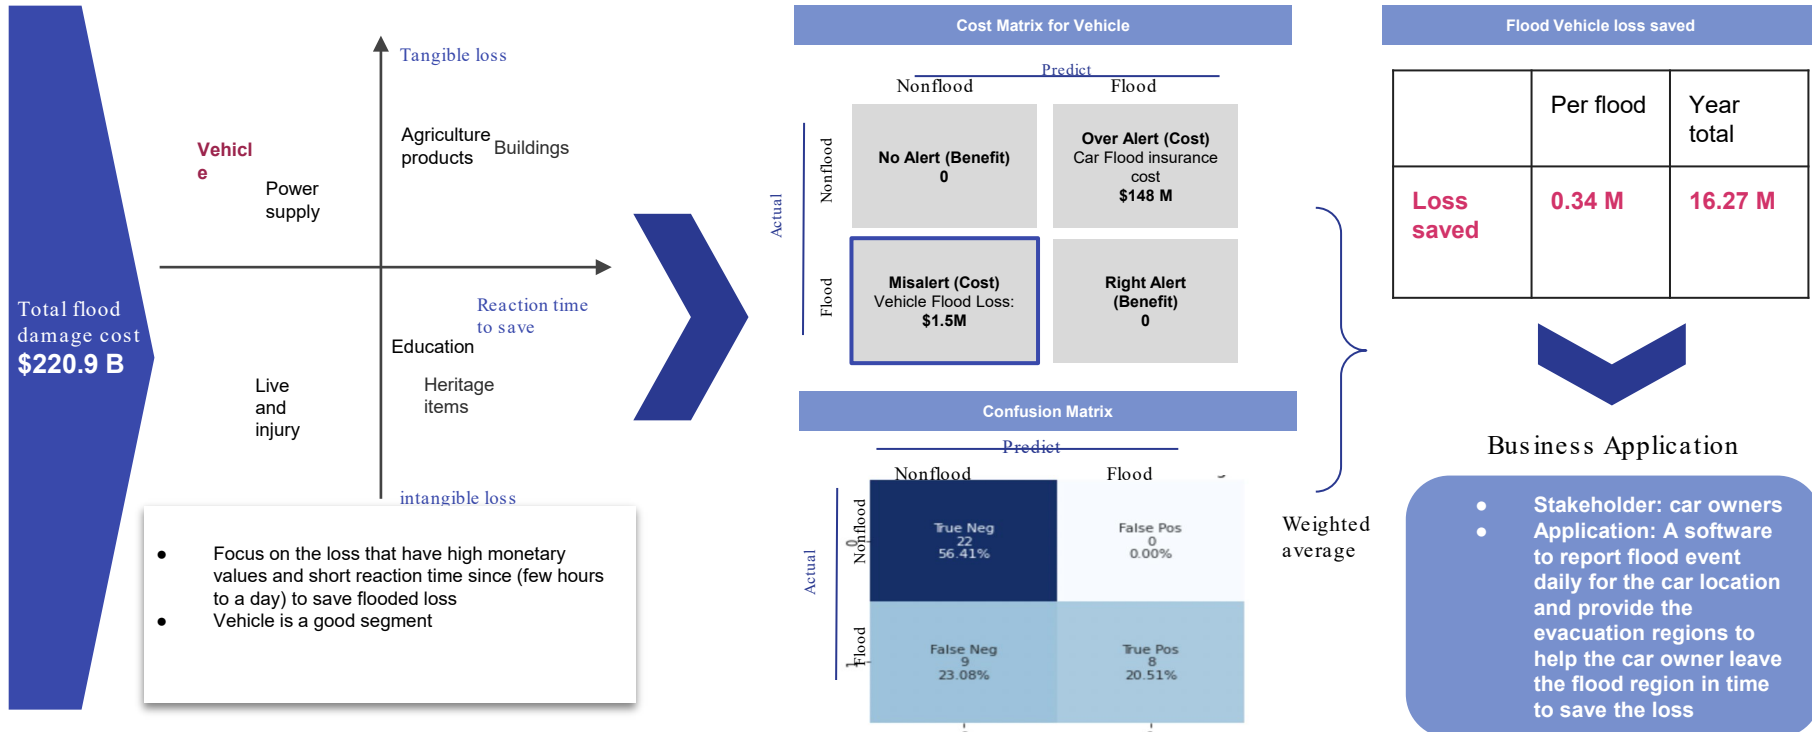 Total flood
damage cost
$220.9 B
Tangible loss
Vehicl
e
Power
supply
Agriculture
products
Buildings
Reaction time
to save
Education
Heritage
items
Live
and
injury
intangible loss
● Focus on the loss that have high monetary
values and short reaction time since (few hours
to a day) to save flooded loss
● Vehicle is a good segment
Cost Matrix for Vehicle
Predict
Nonflood
Flood
Actual
Nonflood
Flood
No Alert (Benefit)
0
Over Alert (Cost)
Car Flood insurance
cost
$148 M
Misalert (Cost)
Vehicle Flood Loss:
$1.5M
Right Alert
(Benefit)
0
Confusion Matrix
Predict
Nonflood
Flood
Actual
Nonflood
Flood
0
1
True Neg
22
56.41%
False Pos
0
0.00%
False Neg
9
23.08%
True Pos
8
20.51%
Weighted
average
Flood Vehicle loss saved
Per flood
Year
total
Loss
saved
0.34 M
16.27 M
Business Application
● Stakeholder: car owners
● Application: A software
to report flood event
daily for the car location
and provide the
evacuation regions to
help the car owner leave
the flood region in time
to save the loss